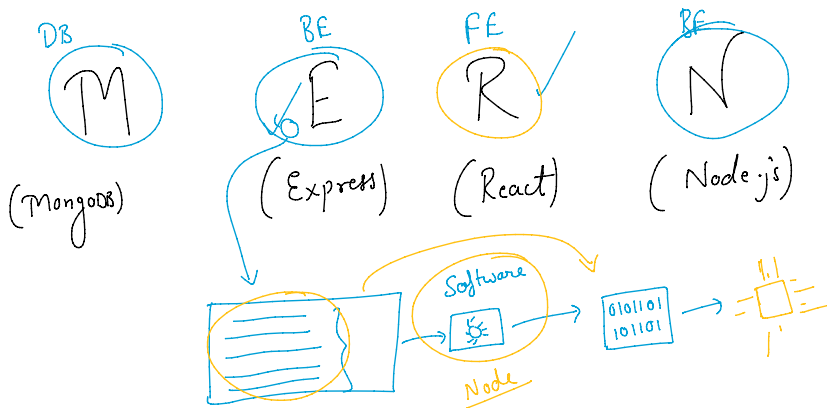 DB BE FE BE
M E R N
(MongoDB) (Express) (React) (Node.js)
Software
0101101
101101
Node